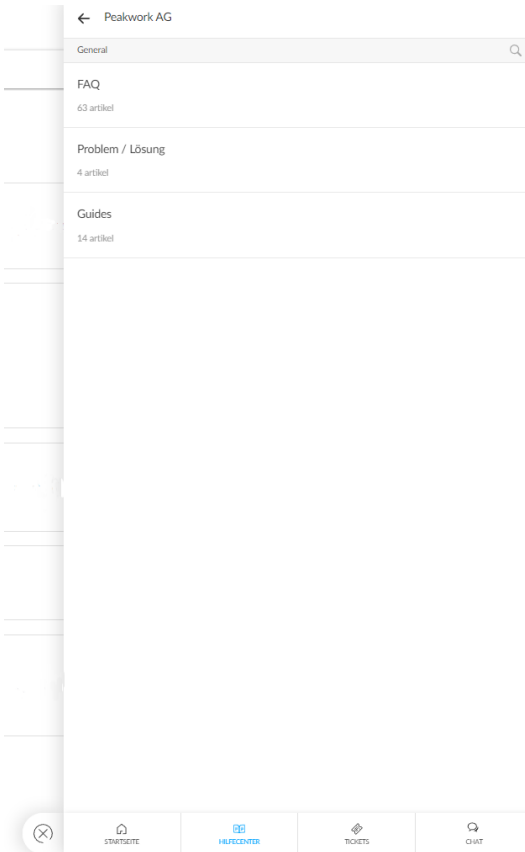 Peakwork AG
General
FAQ
63 artikel
Problem / Lösung
4 artikel
Guides
14 artikel
STARTSEITE
HILFECENTER
TICKETS
CHAT